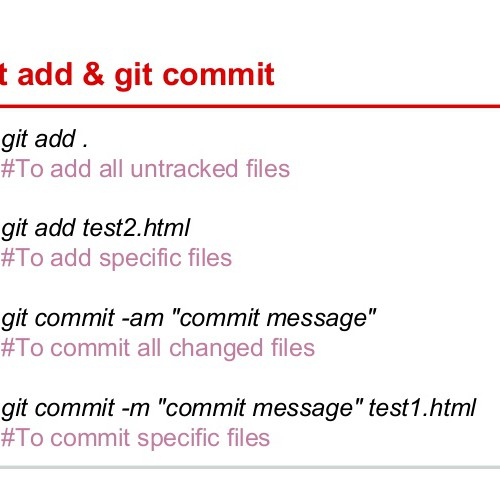 t add & git commit
git add .
#To add all untracked files
git add test2.html
#To add specific files
git commit -am "commit message"
#To commit all changed files
git commit -m "commit message" test1.html
#To commit specific files